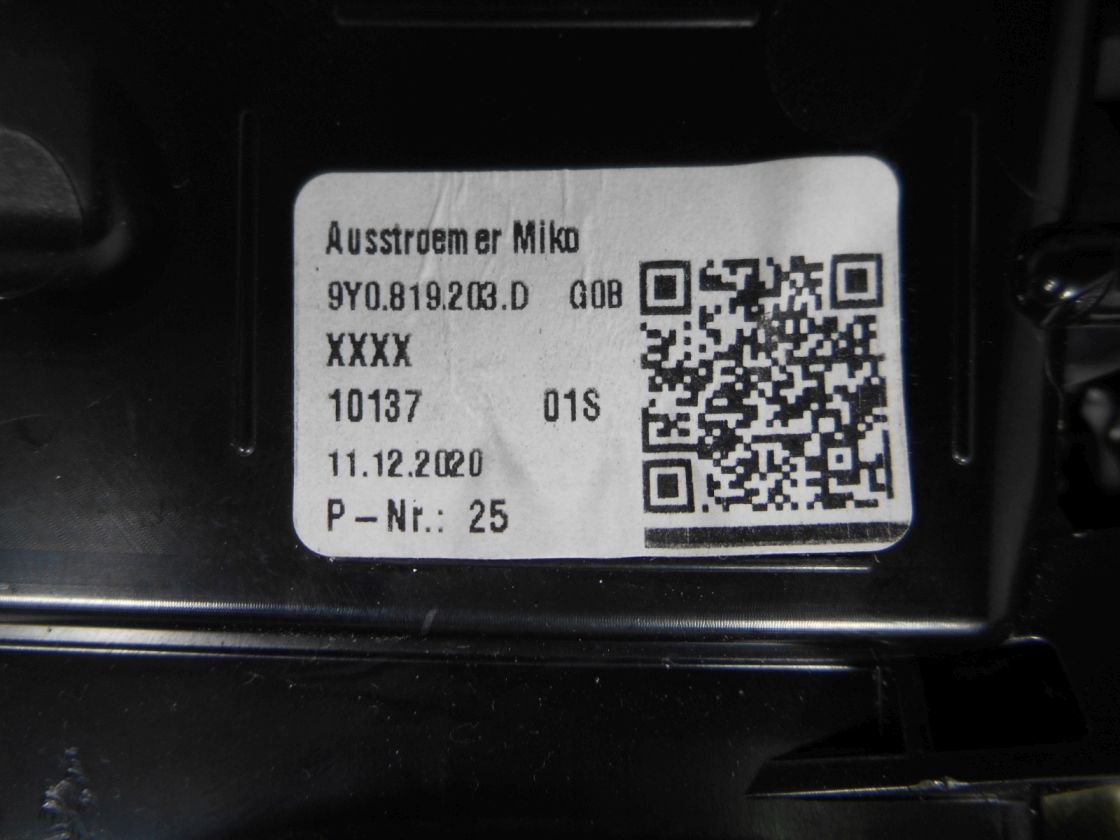 Ausstroemer Miko
9Y0.819.203.D G0B
XXXX
10137 01S
11.12.2020
P-Nr.: 25